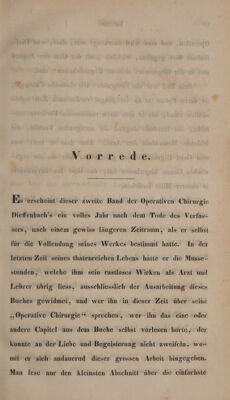 Vorrede.
Es erscheint dieser zweite Band der Operativen Chirurgie
Dieffenbach's ein volles Jahr nach dem Tode des Verfas-
sers, nach einem gewiss längeren Zeitraum, als er selbst
für die Vollendung seines Werkes bestimmt hatte. In der
letzten Zeit seines thatenreichen Lebens hatte er die Musse-
stunden, welche ihm sein rastloses Wirken als Arzt und
Lehrer übrig liess, ausschliesslich der Ausarbeitung dieses
Buches gewidmet, und wer ihn in dieser Zeit über seine
„Operative Chirurgie“ sprechen, wer ihn das eine oder
andere Capitel aus dem Buche selbst vorlesen hörte, der
konnte an der Liebe und Begeisterung nicht zweifeln, wo-
mit er sich andauernd dieser grossen Arbeit hingegeben.
Man lese nur den kleinsten Abschnitt über die einfachste